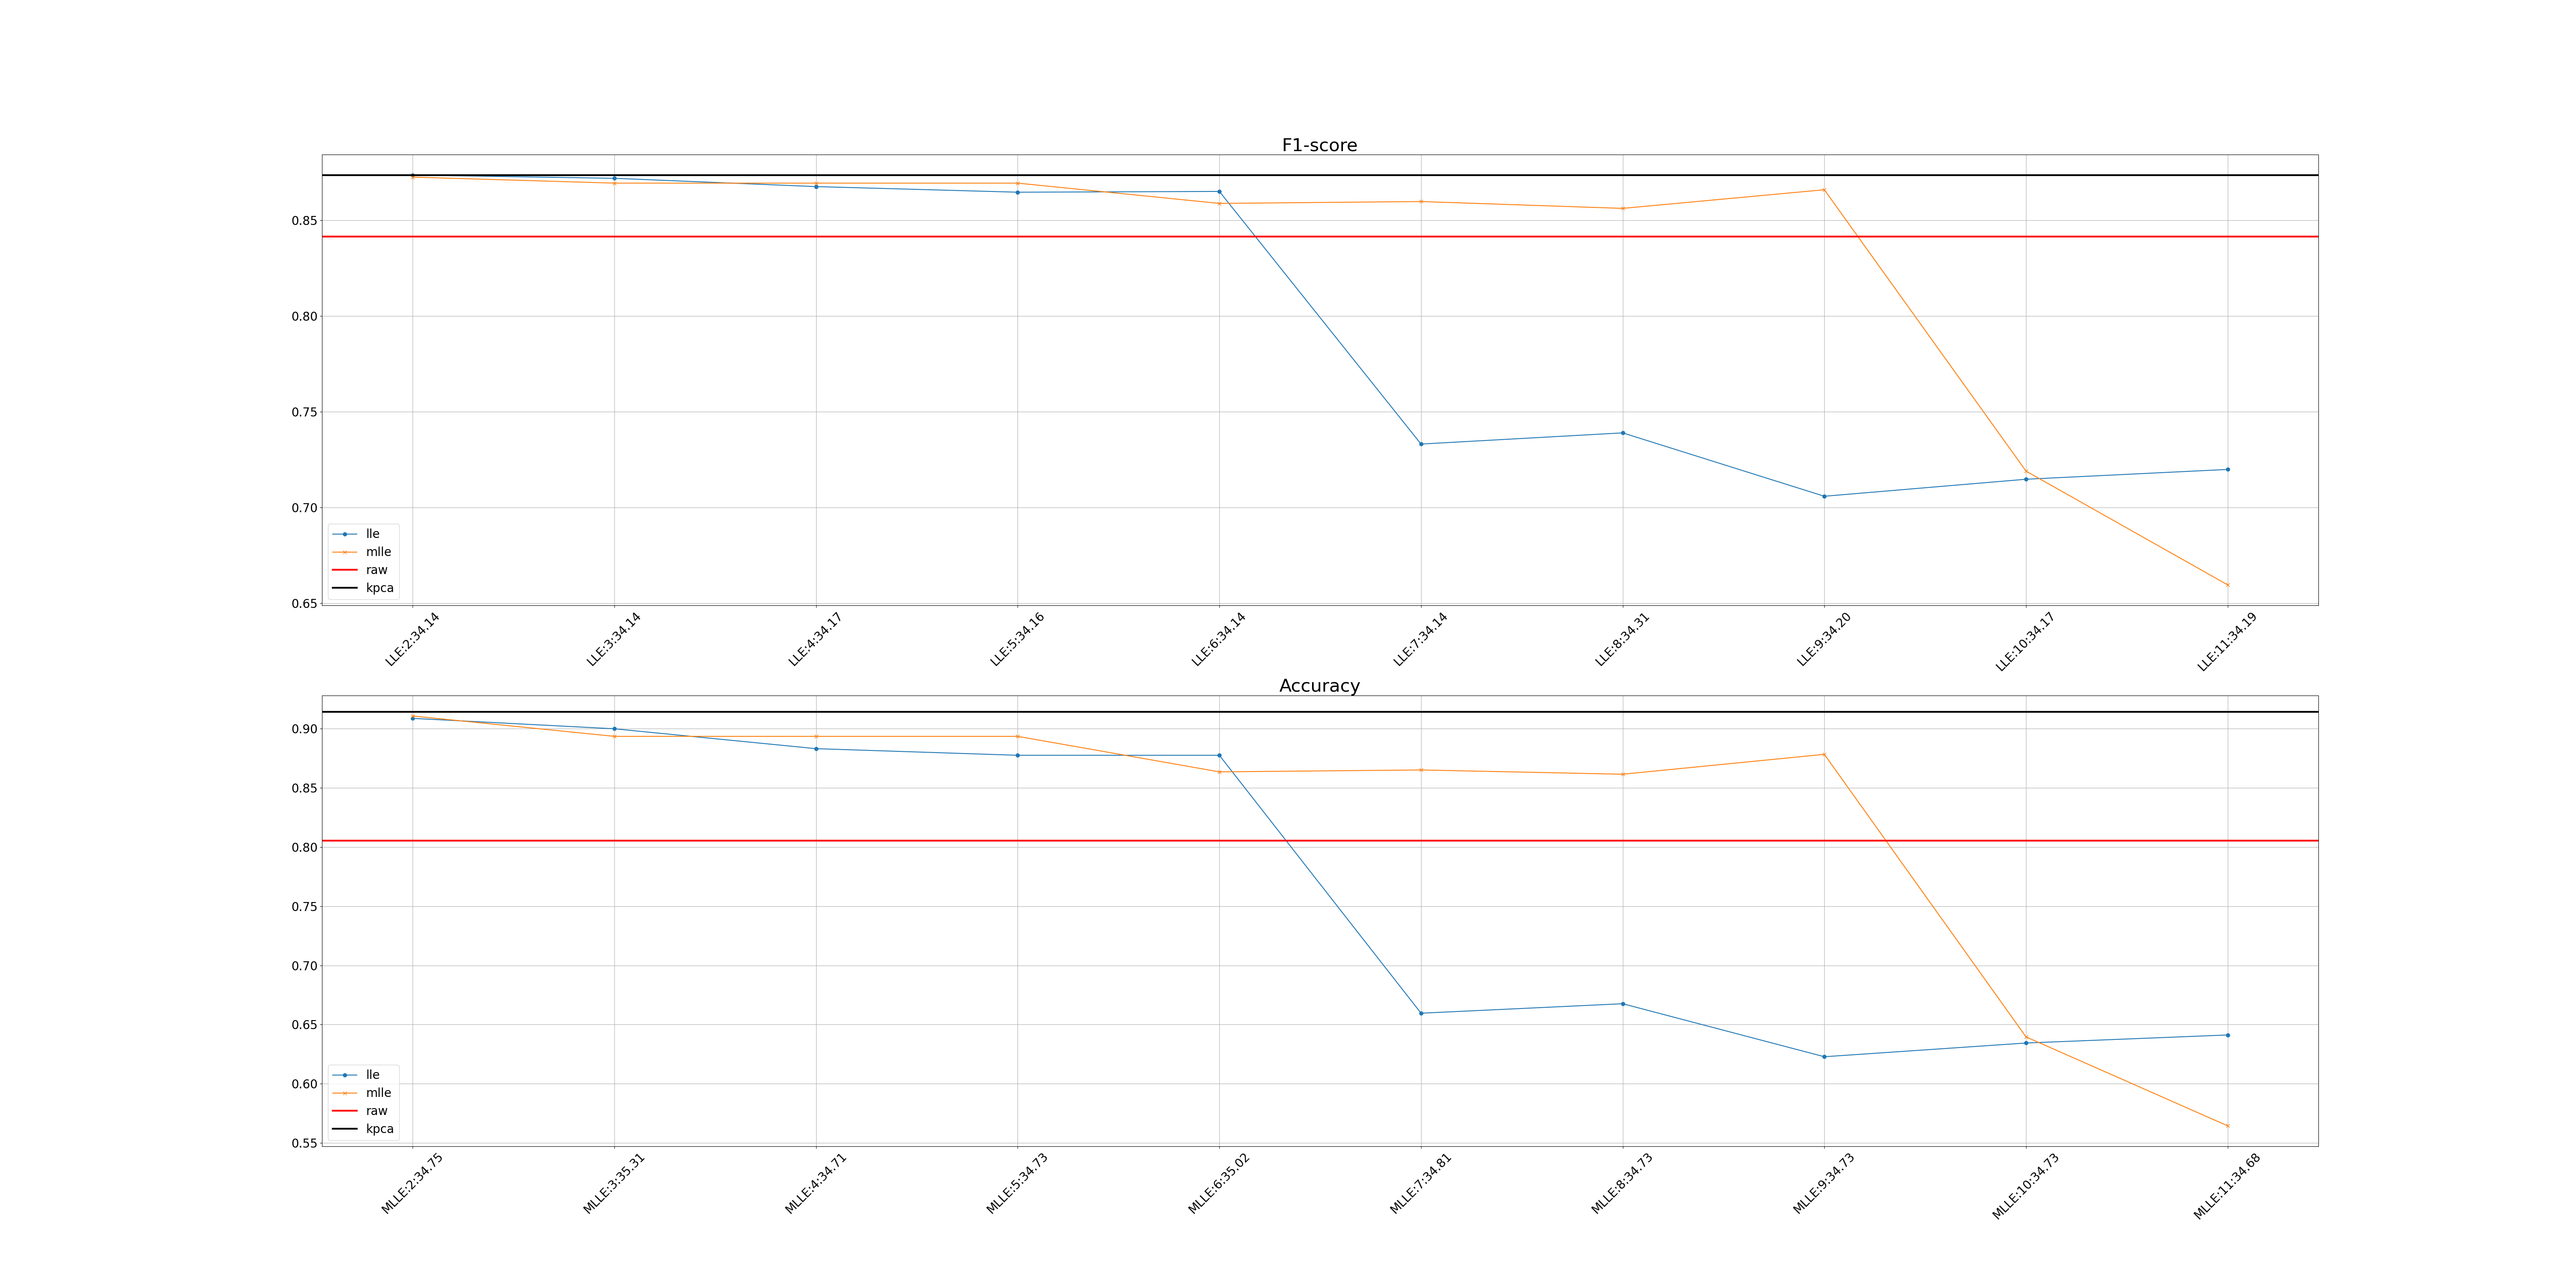 F1-score
0.85
0.80
0.75
0.70
0.65
lle
mlle
raw
kpca
LLE:2:34.14
LLE:3:34.14
LLE:4:34.17
LLE:5:34.16
LLE:6:34.14
LLE:7:34.14
LLE:8:34.31
LLE:9:34.20
LLE:10:34.17
LLE:11:34.19
Accuracy
0.90
0.85
0.80
0.75
0.70
0.65
0.60
0.55
lle
mlle
raw
kpca
MLLE:2:34.75
MLLE:3:35.31
MLLE:4:34.71
MLLE:5:34.73
MLLE:6:35.02
MLLE:7:34.81
MLLE:8:34.73
MLLE:9:34.73
MLLE:10:34.73
MLLE:11:34.68